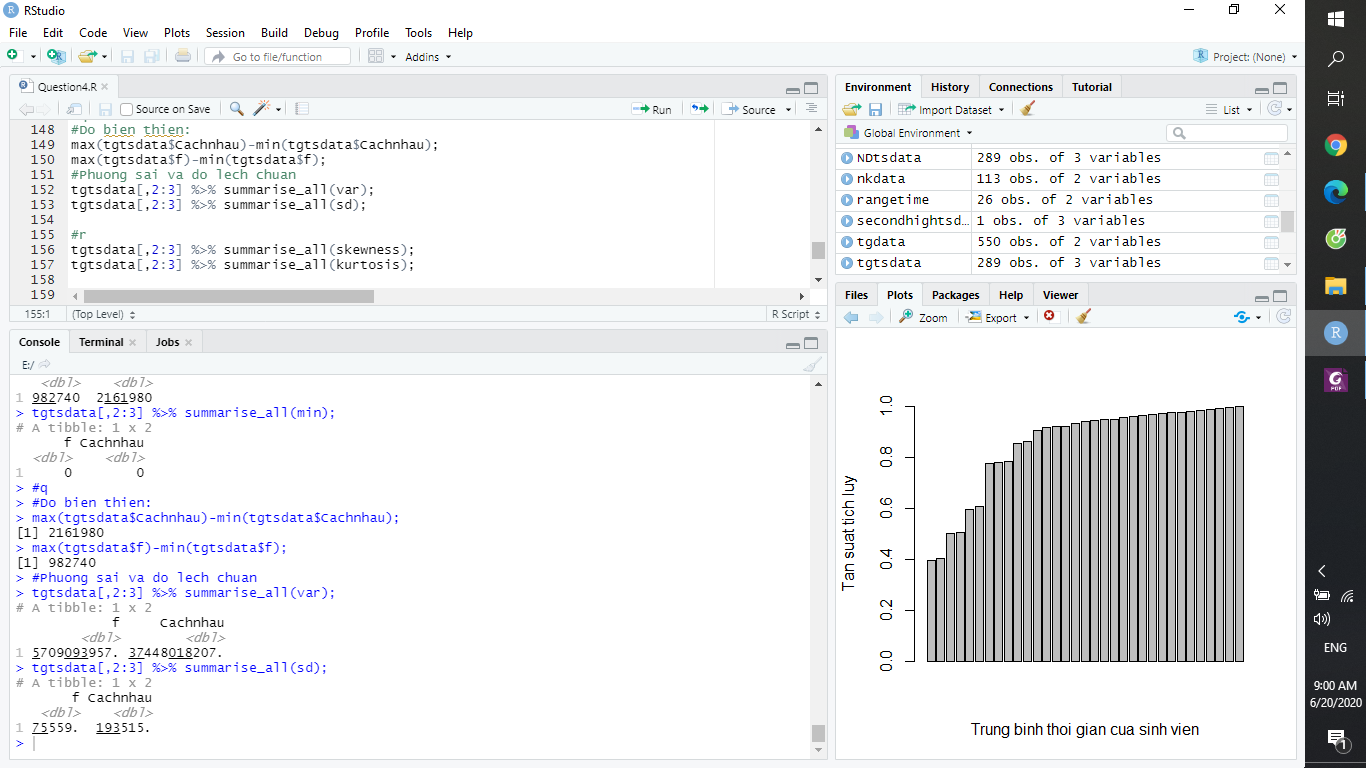 RStudio
File Edit Code View Plots Session Build Debug Profile Tools Help
Go to file/function Addins Project: (None)
Question4.R
Source on Save Run Source
148 #Do bien thien:
149 max(tgtsdata$Cachnhau)-min(tgtsdata$Cachnhau);
150 max(tgtsdata$f)-min(tgtsdata$f);
151 #Phuong sai va do lech chuan
152 tgtsdata[,2:3] %>% summarise_all(var);
153 tgtsdata[,2:3] %>% summarise_all(sd);
154
155 #r
156 tgtsdata[,2:3] %>% summarise_all(skewness);
157 tgtsdata[,2:3] %>% summarise_all(kurtosis);
158
159
155:1 (Top Level) R Script
Console Terminal Jobs
E:/
<dbl> <dbl>
1 982740 2161980
> tgtsdata[,2:3] %>% summarise_all(min);
# A tibble: 1 x 2
f Cachnhau
<dbl> <dbl>
1 0 0
> #q
> #Do bien thien:
> max(tgtsdata$Cachnhau)-min(tgtsdata$Cachnhau);
[1] 2161980
> max(tgtsdata$f)-min(tgtsdata$f);
[1] 982740
> #Phuong sai va do lech chuan
> tgtsdata[,2:3] %>% summarise_all(var);
# A tibble: 1 x 2
f Cachnhau
<dbl> <dbl>
1 5709093957. 37448018207.
> tgtsdata[,2:3] %>% summarise_all(sd);
# A tibble: 1 x 2
f Cachnhau
<dbl> <dbl>
1 75559. 193515.
>
Environment History Connections Tutorial
Import Dataset List
Global Environment
NDtsdata 289 obs. of 3 variables
nkdata 113 obs. of 2 variables
rangetime 26 obs. of 2 variables
secondhightsd… 1 obs. of 3 variables
tgdata 550 obs. of 2 variables
tgtsdata 289 obs. of 3 variables
Files Plots Packages Help Viewer
Zoom Export
1.0
0.8
0.6
0.4
0.2
0.0
Tan suat tich luy
Trung binh thoi gian cua sinh vien
R
PDF
ENG
9:00 AM
6/20/2020
1